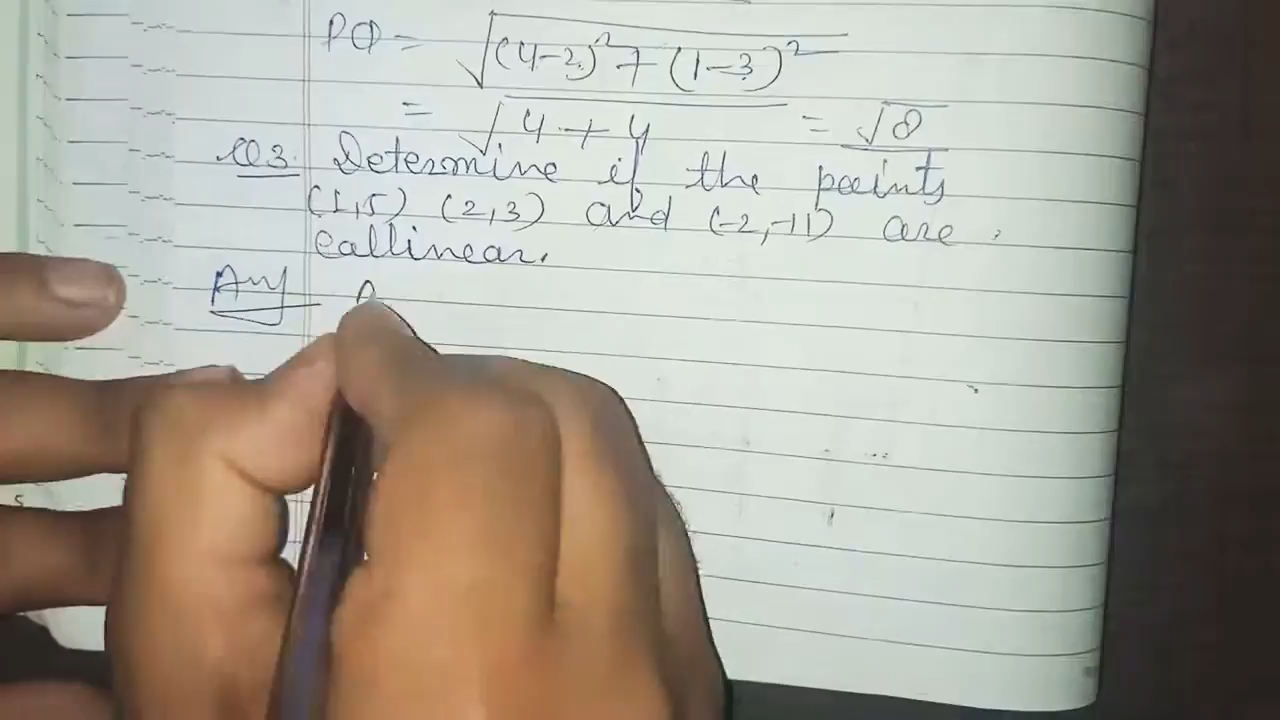 PQ = √(4-2)² + (1-3)²
= √4 + 4 = √8
Q3. Determine if the points
(1,5) (2,3) and (-2,-11) are
collinear.
Ans